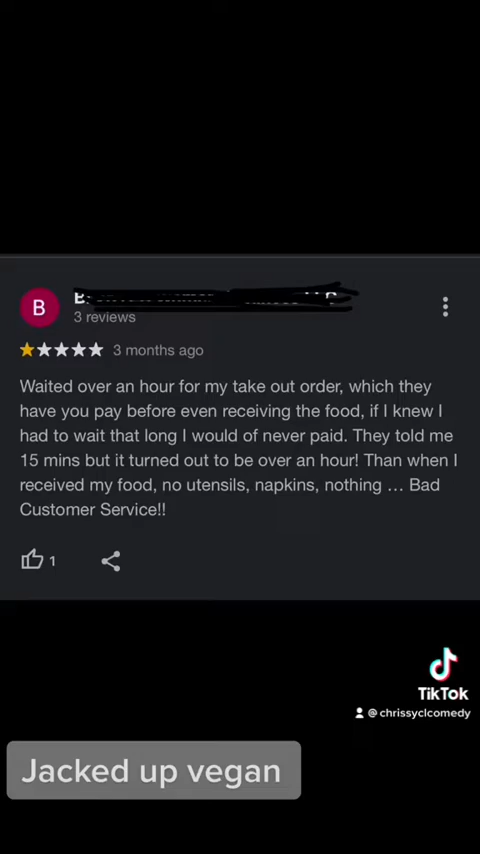 B
3 reviews
3 months ago
Waited over an hour for my take out order, which they
have you pay before even receiving the food, if I knew I
had to wait that long I would of never paid. They told me
15 mins but it turned out to be over an hour! Than when I
received my food, no utensils, napkins, nothing … Bad
Customer Service!!
1
TikTok
@chrissyclcomedy
Jacked up vegan